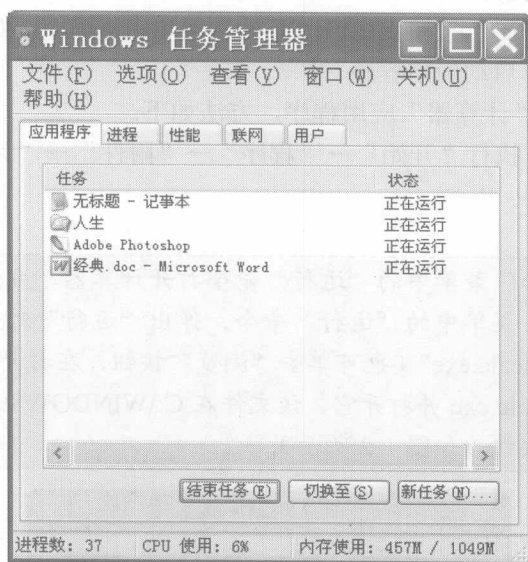 Windows 任务管理器
文件(F) 选项(O) 查看(V) 窗口(W) 关机(U)
帮助(H)
应用程序 进程 性能 联网 用户
任务 状态
无标题 - 记事本 正在运行
人生 正在运行
Adobe Photoshop 正在运行
经典.doc - Microsoft Word 正在运行
结束任务(E) 切换至(S) 新任务(N)...
进程数: 37 CPU 使用: 6% 内存使用: 457M / 1049M